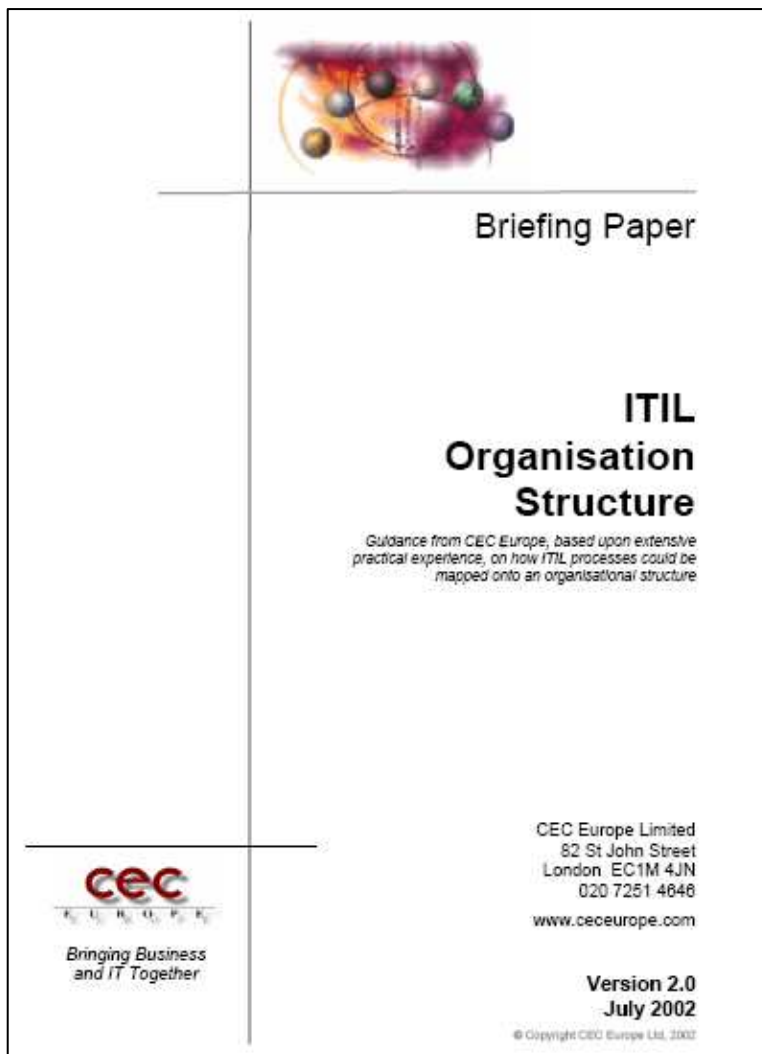 Briefing Paper
ITIL
Organisation
Structure
Guidance from CEC Europe, based upon extensive
practical experience, on how ITIL processes could be
mapped onto an organisational structure
CEC Europe Limited
82 St John Street
London EC1M 4JN
020 7251 4646
www.ceceurope.com
cec
E U R O P E
Bringing Business
and IT Together
Version 2.0
July 2002
© Copyright CEC Europe Ltd, 2002